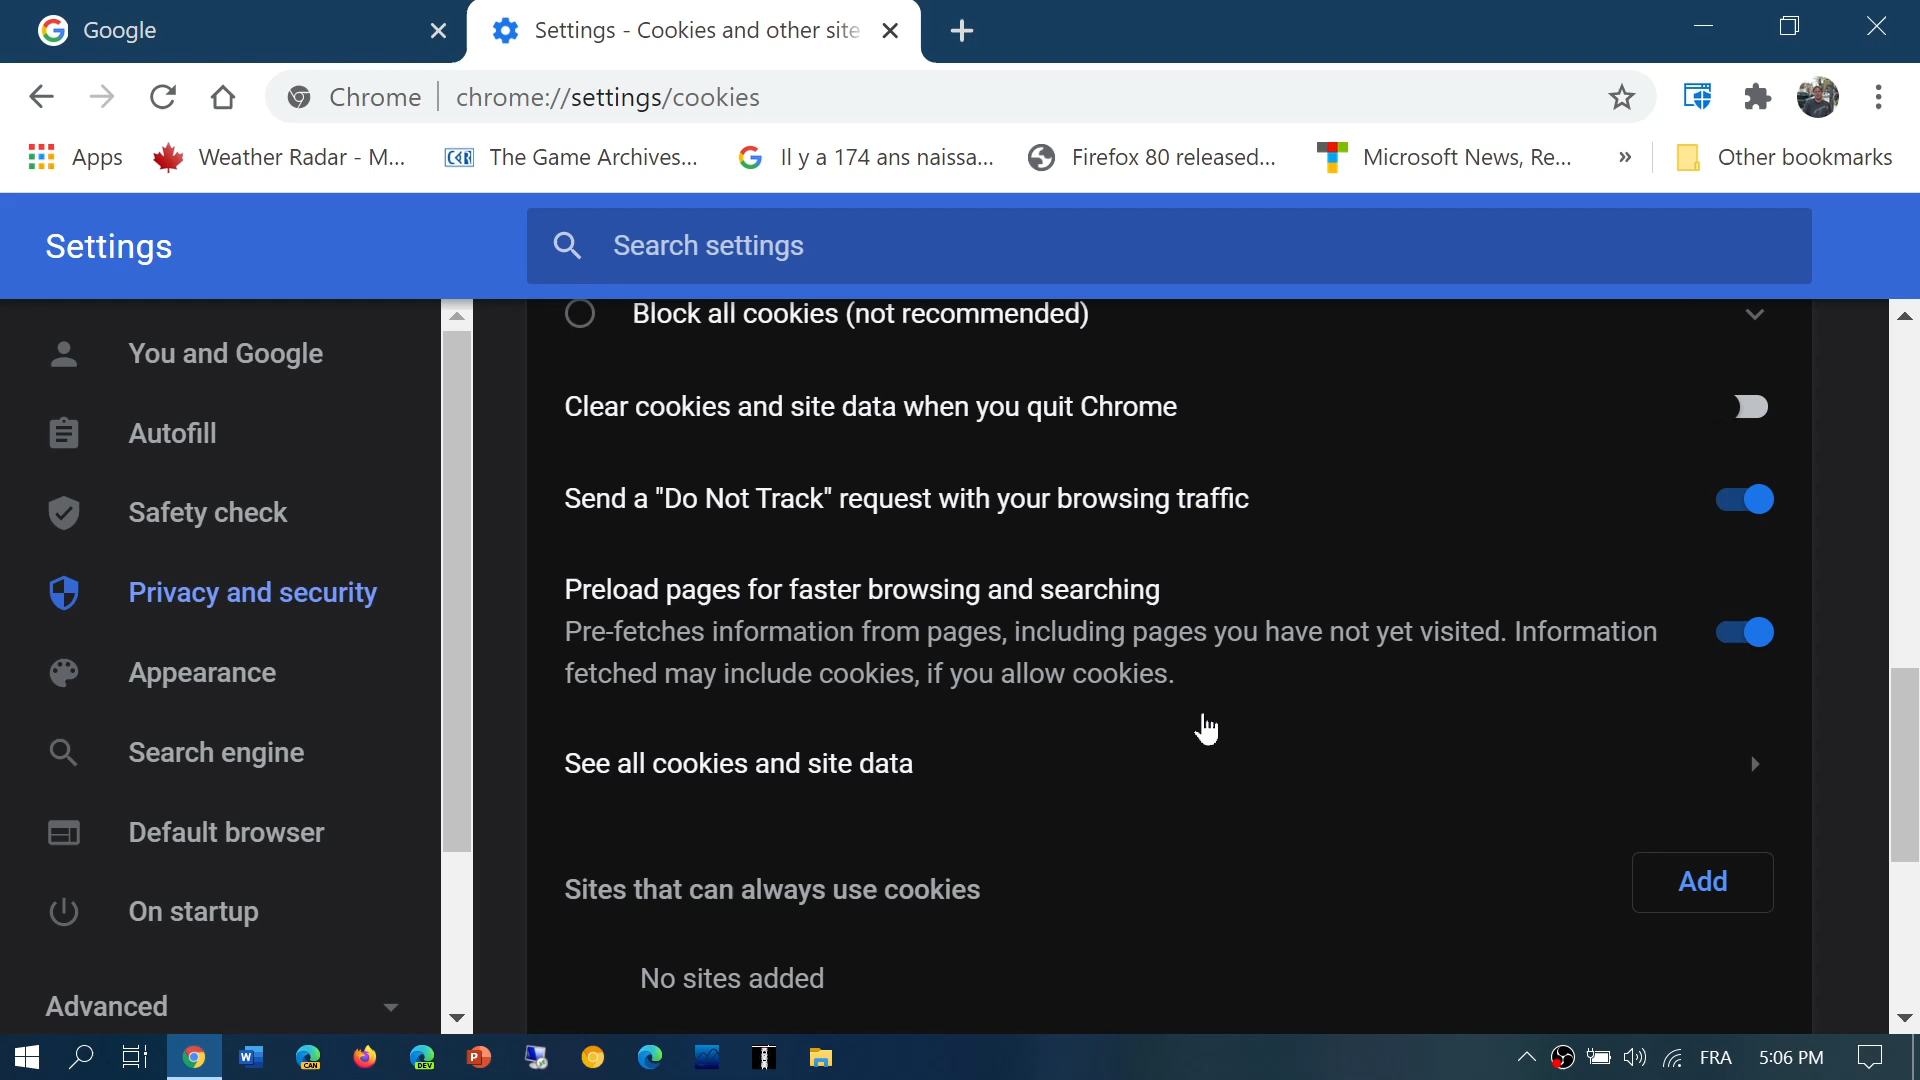 Google
Settings - Cookies and other site
Chrome chrome://settings/cookies
Apps Weather Radar - M... The Game Archives... Il y a 174 ans naissa... Firefox 80 released... Microsoft News, Re... » Other bookmarks
Settings Search settings
Block all cookies (not recommended)
You and Google
Clear cookies and site data when you quit Chrome
Autofill
Send a "Do Not Track" request with your browsing traffic
Safety check
Preload pages for faster browsing and searching
Privacy and security
Pre-fetches information from pages, including pages you have not yet visited. Information
fetched may include cookies, if you allow cookies.
Appearance
Search engine
See all cookies and site data
Default browser
Sites that can always use cookies
Add
On startup
No sites added
Advanced
CAN
DEV
FRA 5:06 PM